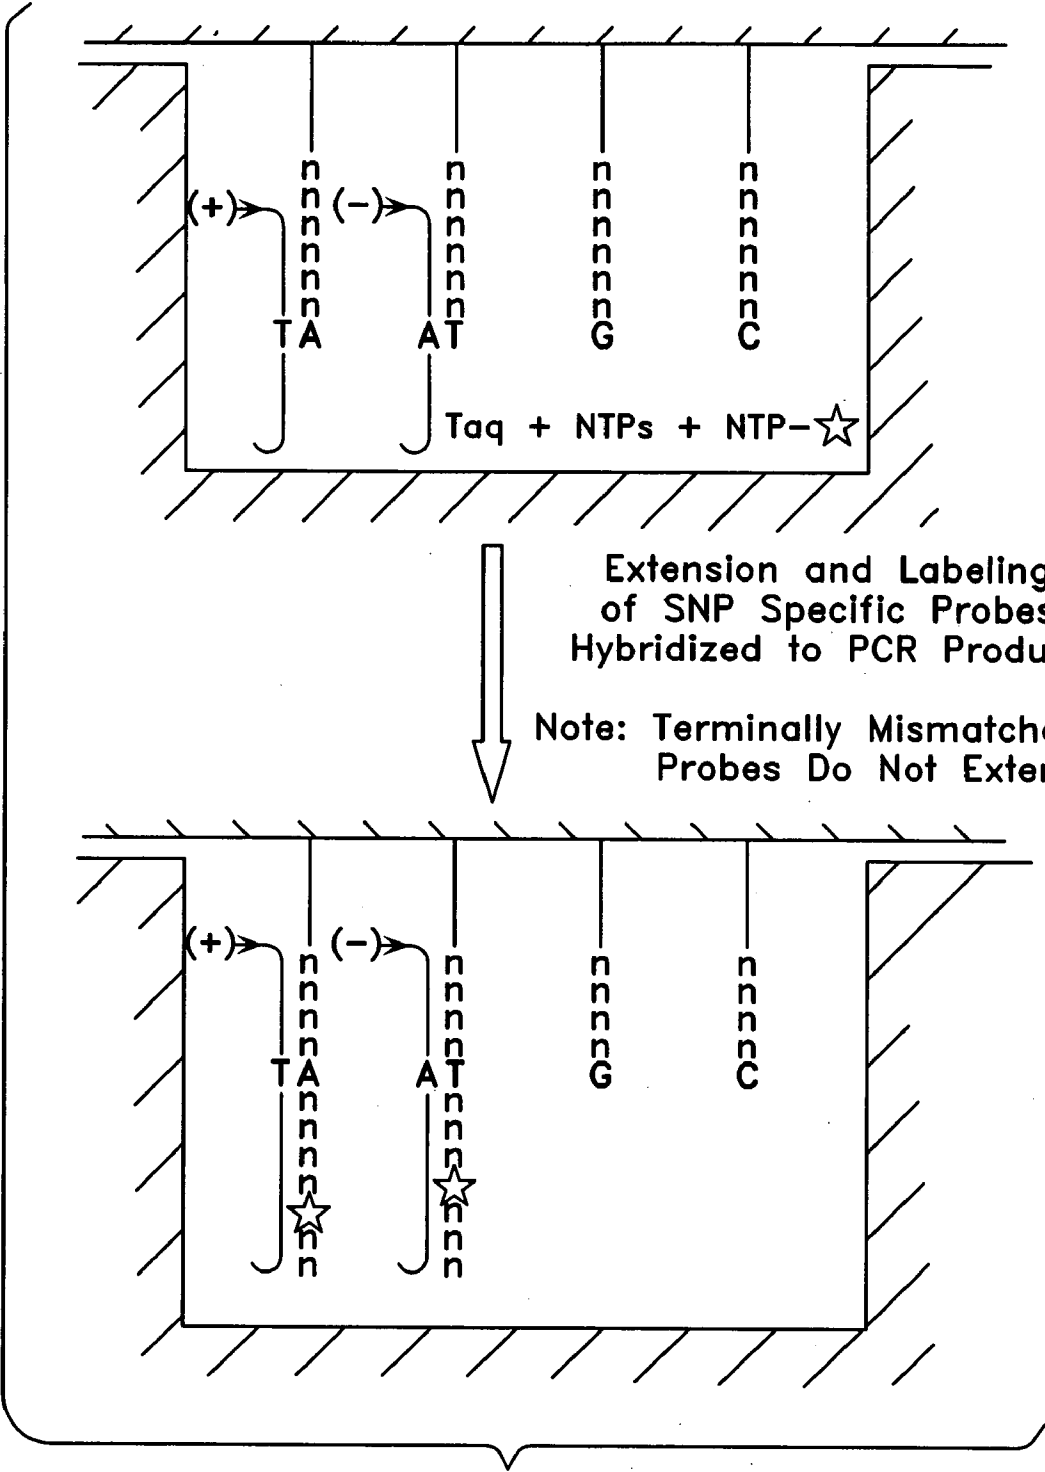 n n n n
(+) n (-) n n n
n n n n
n n n n
n n n n
n n n n
TA AT G C
Taq + NTPs + NTP-☆
Extension and Labeling
of SNP Specific Probes
Hybridized to PCR Produ
Note: Terminally Mismatche
Probes Do Not Exte
(+) n (-) n n n
n n n n
n n n n
n n n n
TA AT G C
n n
n n
n n
n ☆
☆ n
n n
n n